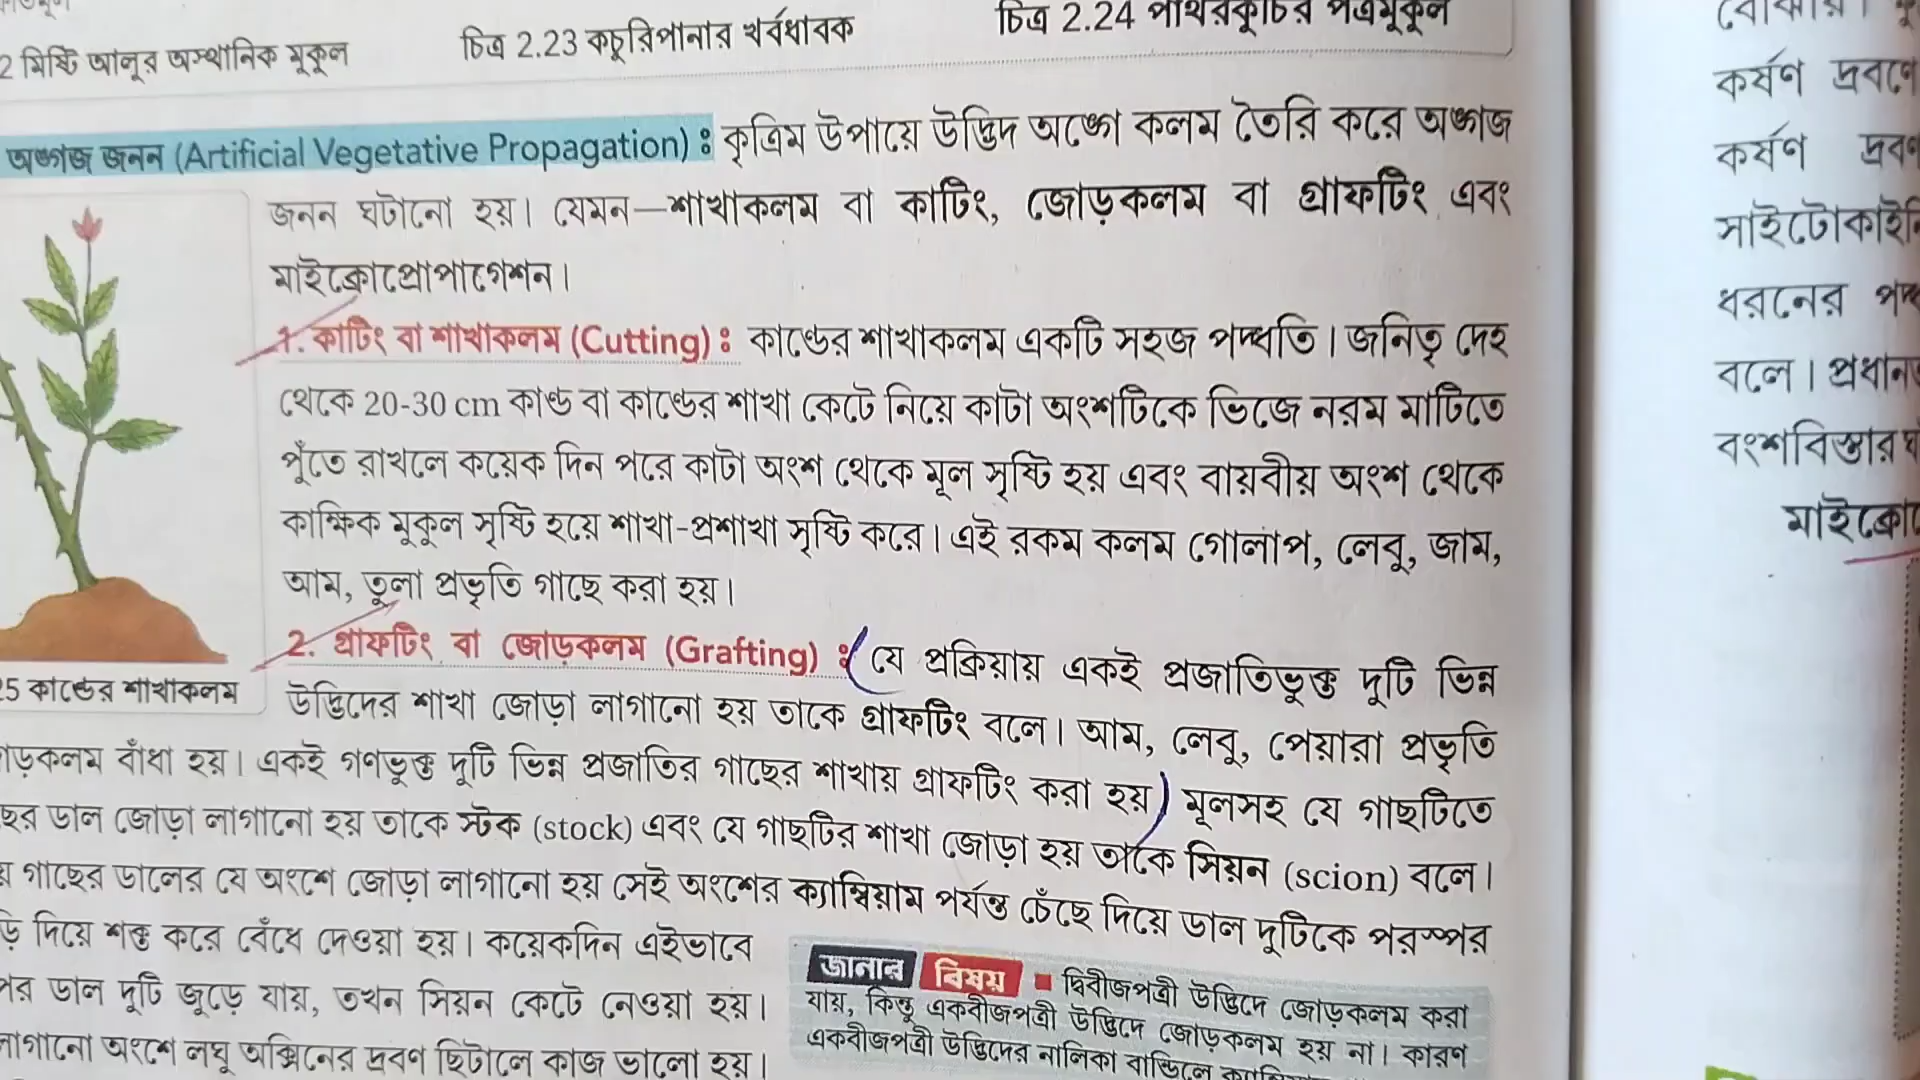 চিত্র 2.24 পাথরকুচির পত্রমুকুল
2 মিষ্টি আলুর অস্থানিক মুকুল
চিত্র 2.23 কচুরিপানার খর্বধাবক
অঙ্গজ জনন (Artificial Vegetative Propagation) : কৃত্রিম উপায়ে উদ্ভিদ অঙ্গে কলম তৈরি করে অঙ্গজ
জনন ঘটানো হয়। যেমন—শাখাকলম বা কাটিং, জোড়কলম বা গ্রাফটিং এবং
মাইক্রোপ্রোপাগেশন।
1. কাটিং বা শাখাকলম (Cutting) : কাণ্ডের শাখাকলম একটি সহজ পদ্ধতি। জনিতৃ দেহ
থেকে 20-30 cm কাণ্ড বা কাণ্ডের শাখা কেটে নিয়ে কাটা অংশটিকে ভিজে নরম মাটিতে
পুঁতে রাখলে কয়েক দিন পরে কাটা অংশ থেকে মূল সৃষ্টি হয় এবং বায়বীয় অংশ থেকে
কাক্ষিক মুকুল সৃষ্টি হয়ে শাখা-প্রশাখা সৃষ্টি করে। এই রকম কলম গোলাপ, লেবু, জাম,
আম, তুলা প্রভৃতি গাছে করা হয়।
2. গ্রাফটিং বা জোড়কলম (Grafting) : যে প্রক্রিয়ায় একই প্রজাতিভুক্ত দুটি ভিন্ন
25 কাণ্ডের শাখাকলম
উদ্ভিদের শাখা জোড়া লাগানো হয় তাকে গ্রাফটিং বলে। আম, লেবু, পেয়ারা প্রভৃতি
বাঁধা হয়। একই গণভুক্ত দুটি ভিন্ন প্রজাতির গাছের শাখায় গ্রাফটিং করা হয়) মূলসহ যে গাছটিতে
ডাল জোড়া লাগানো হয় তাকে স্টক (stock) এবং যে গাছটির শাখা জোড়া হয় তাকে সিয়ন (scion) বলে।
গাছের ডালের যে অংশে জোড়া লাগানো হয় সেই অংশের ক্যাম্বিয়াম পর্যন্ত চেঁছে দিয়ে ডাল দুটিকে পরস্পর
দিয়ে শক্ত করে বেঁধে দেওয়া হয়। কয়েকদিন এইভাবে
ডাল দুটি জুড়ে যায়, তখন সিয়ন কেটে নেওয়া হয়।
অংশে লঘু অক্সিনের দ্রবণ ছিটালে কাজ ভালো হয়।
জানার বিষয় ■ দ্বিবীজপত্রী উদ্ভিদে জোড়কলম করা
যায়, কিন্তু একবীজপত্রী উদ্ভিদে জোড়কলম হয় না। কারণ
একবীজপত্রী উদ্ভিদের নালিকা বান্ডিলে
কর্ষণ দ্রবণে
কর্ষণ
ধরনের
বলে।